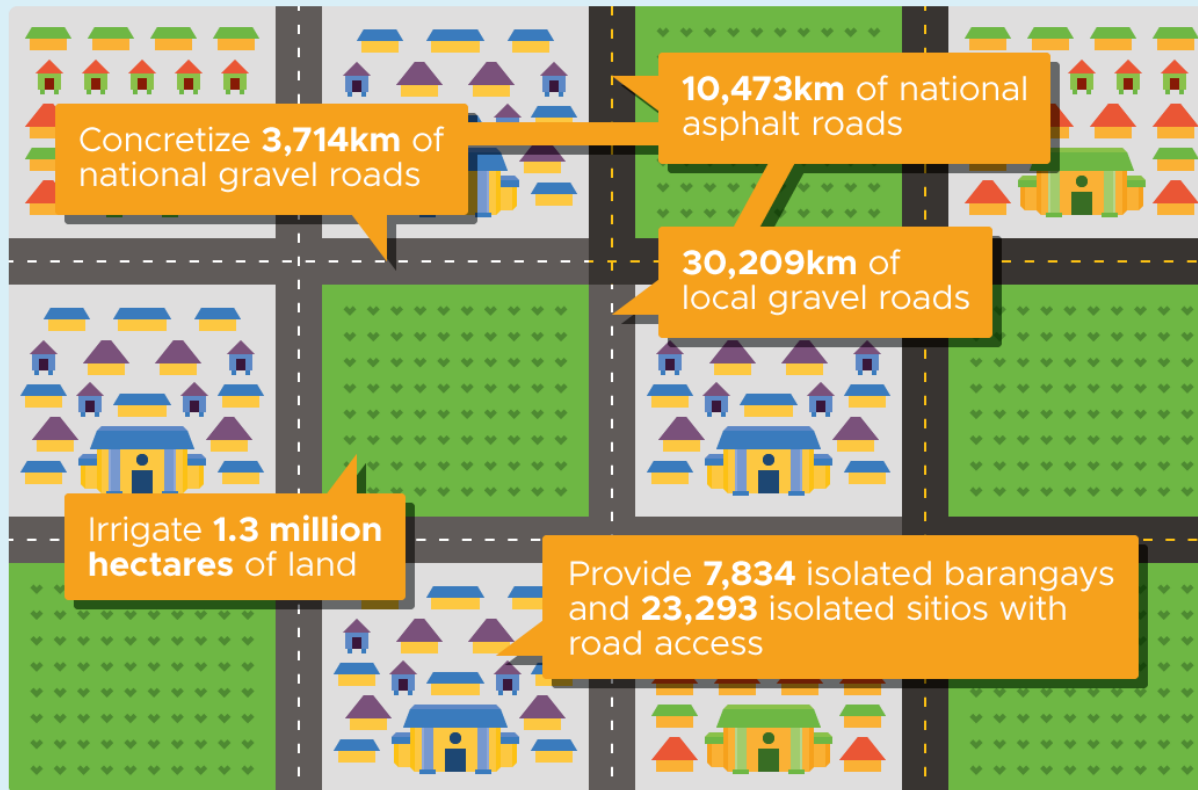 Concretize 3,714km of
national gravel roads
10,473km of national
asphalt roads
30,209km of
local gravel roads
Irrigate 1.3 million
hectares of land
Provide 7,834 isolated barangays
and 23,293 isolated sitios with
road access